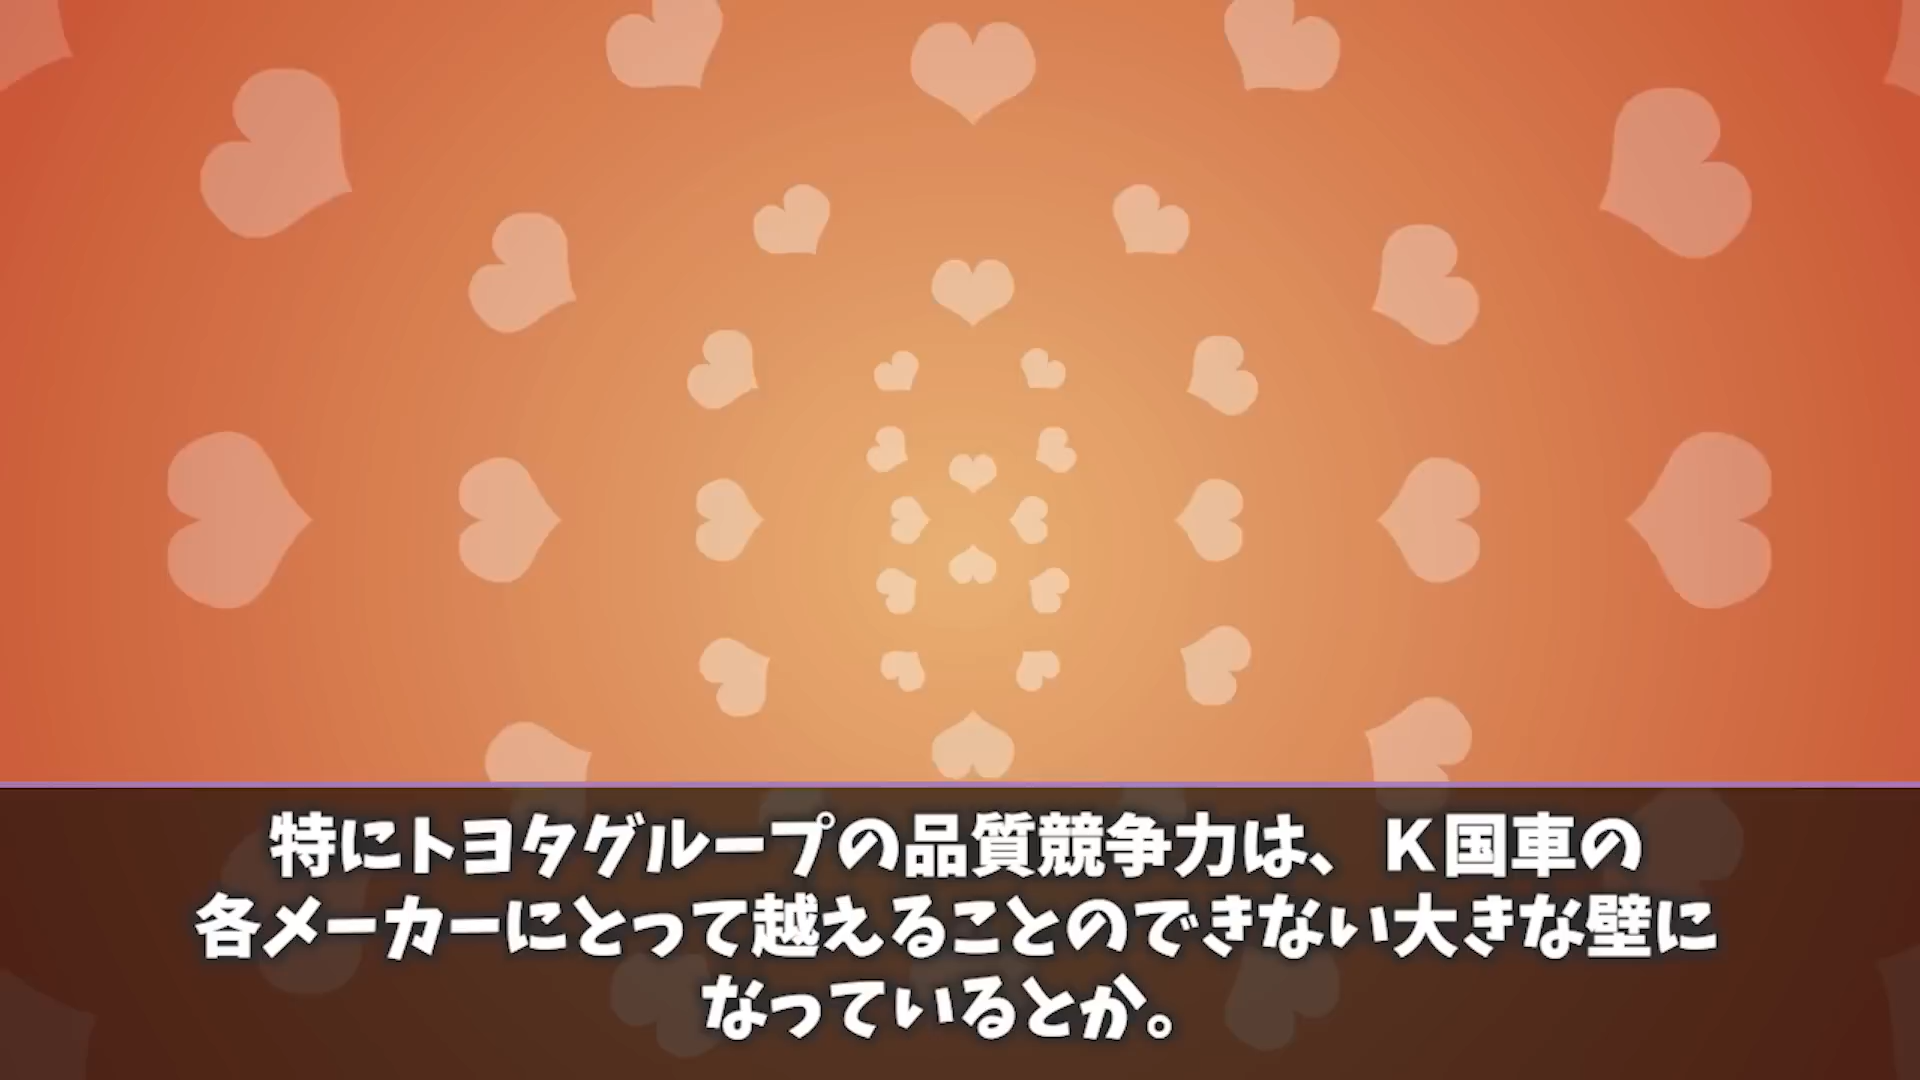 特にトヨタグループの品質競争力は、Ｋ国車の
各メーカーにとって越えることのできない大きな壁に
なっているとか。